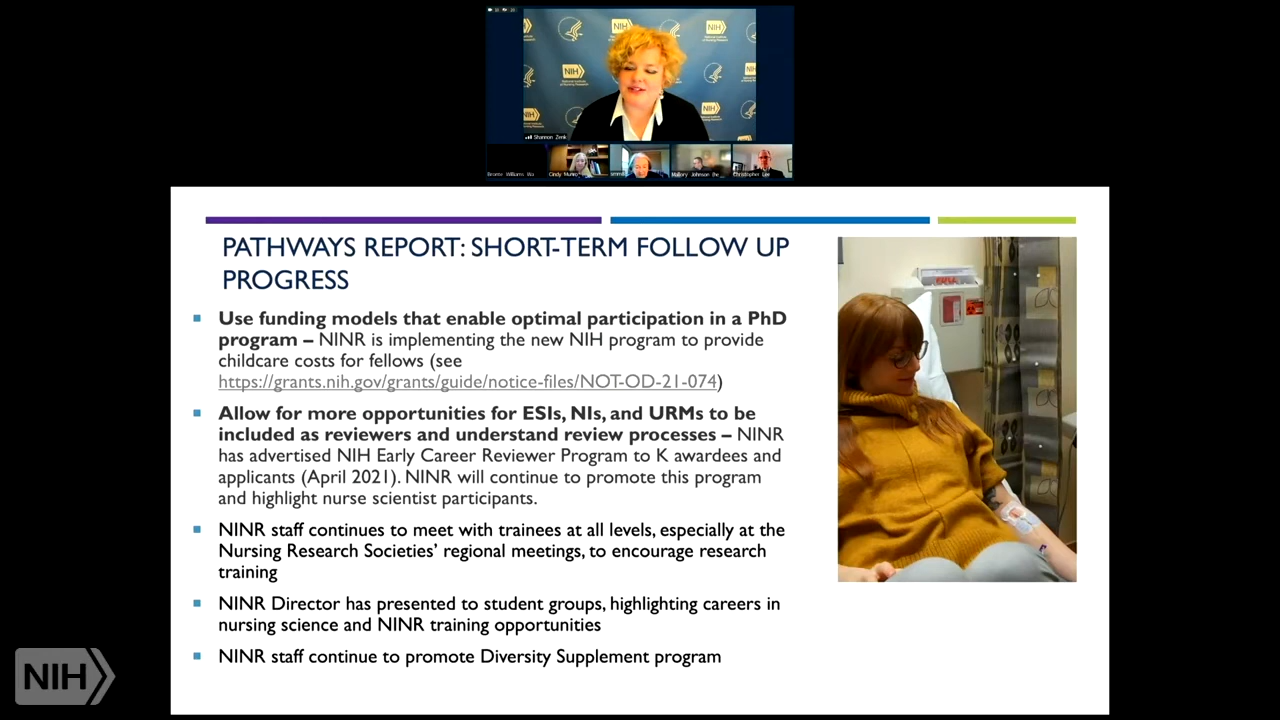 NIH
NIH
NIH
NIH
Shannon Zenk
Cindy Munro
Christopher Lee
PATHWAYS REPORT: SHORT-TERM FOLLOW UP
PROGRESS
Use funding models that enable optimal participation in a PhD
program – NINR is implementing the new NIH program to provide
childcare costs for fellows (see
https://grants.nih.gov/grants/guide/notice-files/NOT-OD-21-074)
Allow for more opportunities for ESIs, NIs, and URMs to be
included as reviewers and understand review processes – NINR
has advertised NIH Early Career Reviewer Program to K awardees and
applicants (April 2021). NINR will continue to promote this program
and highlight nurse scientist participants.
NINR staff continues to meet with trainees at all levels, especially at the
Nursing Research Societies' regional meetings, to encourage research
training
NINR Director has presented to student groups, highlighting careers in
nursing science and NINR training opportunities
NINR staff continue to promote Diversity Supplement program
NIH